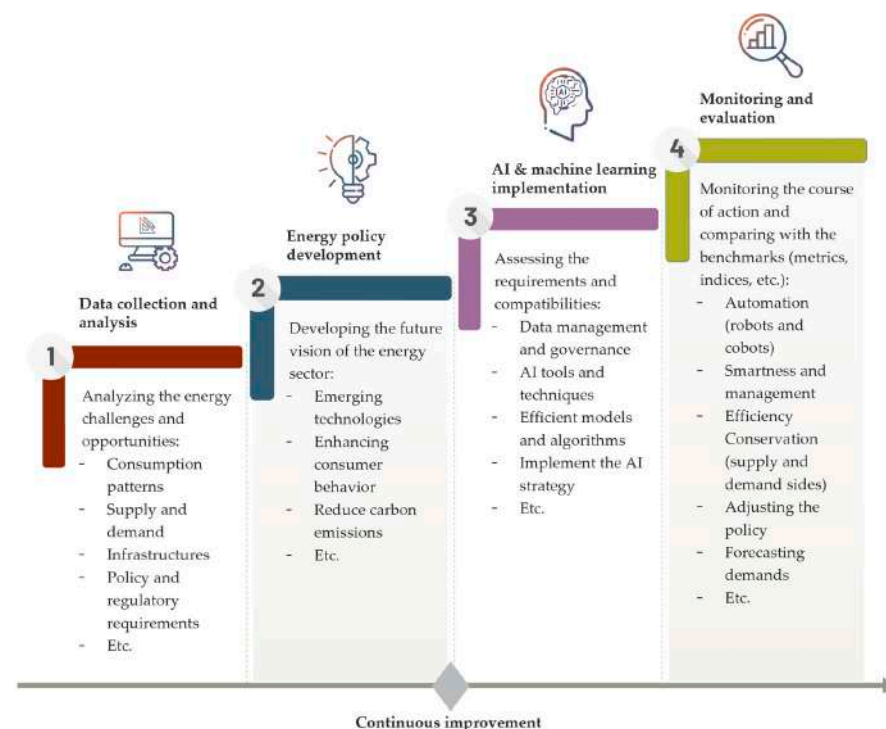 1
Data collection and
analysis
Analyzing the energy
challenges and
opportunities:
- Consumption
patterns
- Supply and
demand
- Infrastructures
- Policy and
regulatory
requirements
- Etc.
2
Energy policy
development
Developing the future
vision of the energy
sector:
- Emerging
technologies
- Enhancing
consumer
behavior
- Reduce carbon
emissions
- Etc.
3
AI & machine learning
implementation
AI
Assessing the
requirements and
compatibilities:
- Data management
and governance
- AI tools and
techniques
- Efficient models
and algorithms
- Implement the AI
strategy
- Etc.
4
Monitoring and
evaluation
Monitoring the course
of action and
comparing with the
benchmarks (metrics,
indices, etc.):
- Automation
(robots and
cobots)
- Smartness and
management
- Efficiency
Conservation
(supply and
demand sides)
- Adjusting the
policy
- Forecasting
demands
- Etc.
Continuous improvement